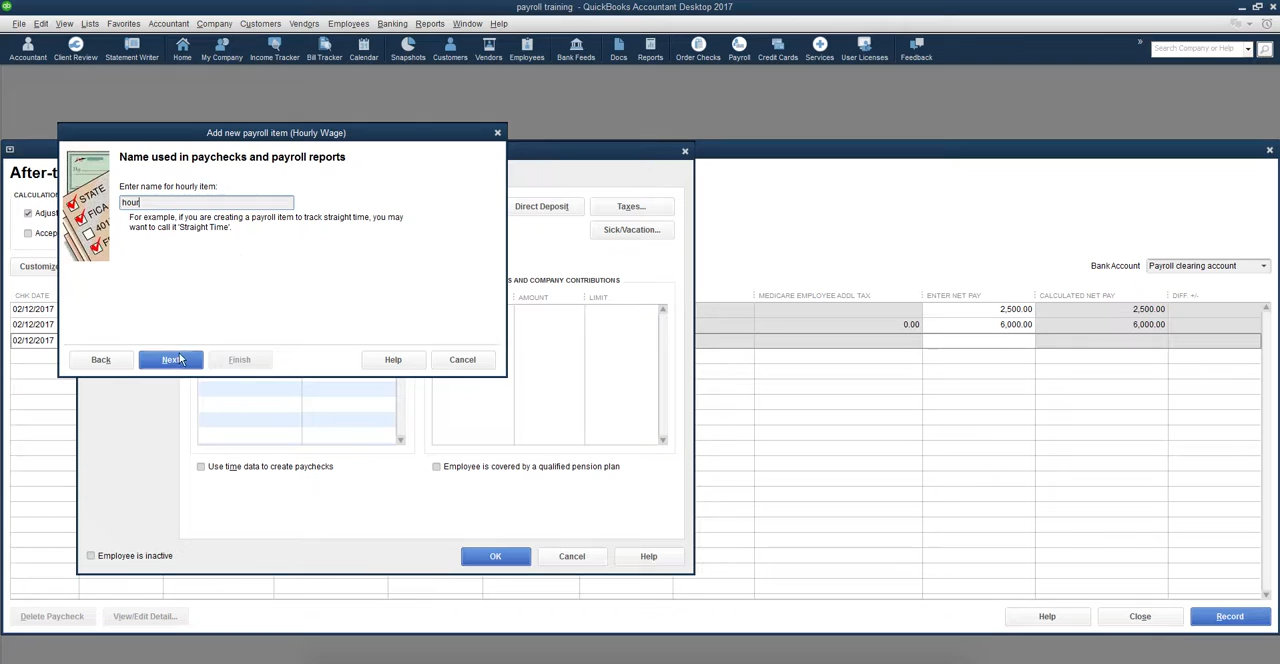 payroll training - QuickBooks Accountant Desktop 2017
File Edit View Lists Favorites Accountant Company Customers Vendors Employees Banking Reports Window Help
Accountant Client Review Statement Writer Home My Company Income Tracker Bill Tracker Calendar Snapshots Customers Vendors Employees Bank Feeds Docs Reports Order Checks Payroll Credit Cards Services User Licenses Feedback
Search Company or Help
Add new payroll item (Hourly Wage)
Name used in paychecks and payroll reports
Enter name for hourly item:
hour
For example, if you are creating a payroll item to track straight time, you may
want to call it 'Straight Time'.
Back Next Finish Help Cancel
STATE
FICA
401
After-t
CALCULATION
Adjust
Accep
Customize
Direct Deposit Taxes...
Sick/Vacation...
Bank Account Payroll clearing account
S AND COMPANY CONTRIBUTIONS
AMOUNT LIMIT
CHK DATE MEDICARE EMPLOYEE ADDL TAX ENTER NET PAY CALCULATED NET PAY DIFF. +/-
02/12/2017 2,500.00 2,500.00
02/12/2017 0.00 6,000.00 6,000.00
02/12/2017
Use time data to create paychecks Employee is covered by a qualified pension plan
Employee is inactive OK Cancel Help
Delete Paycheck View/Edit Detail... Help Close Record